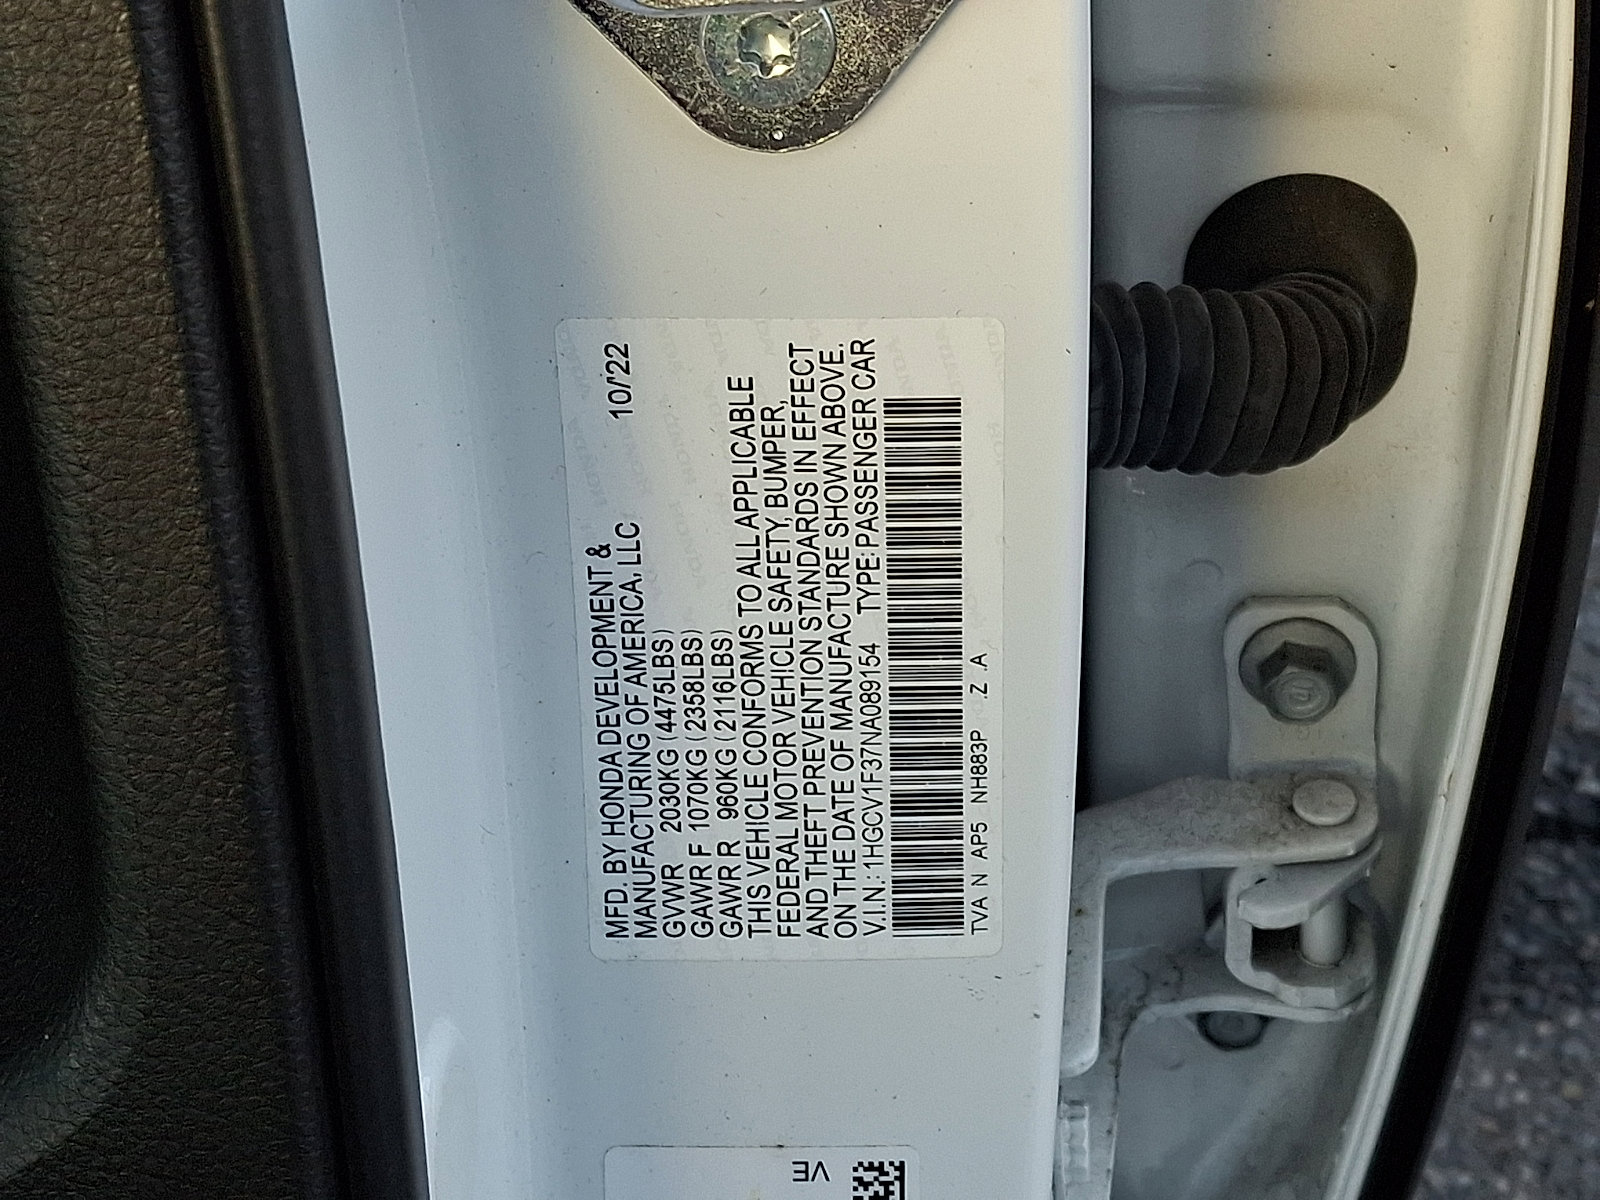 MFD. BY HONDA DEVELOPMENT &
MANUFACTURING OF AMERICA, LLC 10/22
GVWR 2030KG (4475LBS)
GAWR F 1070KG (2358LBS)
GAWR R 960KG (2116LBS)
THIS VEHICLE CONFORMS TO ALL APPLICABLE
FEDERAL MOTOR VEHICLE SAFETY, BUMPER,
AND THEFT PREVENTION STANDARDS IN EFFECT
ON THE DATE OF MANUFACTURE SHOWN ABOVE.
V.I.N.: 1HGCV1F37NA089154 TYPE: PASSENGER CAR
TVA N AP5 NH883P .Z .A
VE